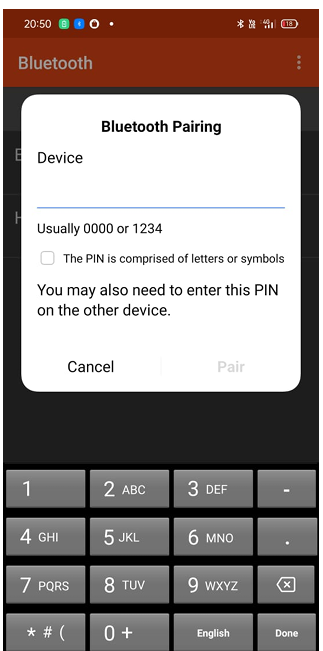 20:50
Bluetooth
Bluetooth Pairing
Device
Usually 0000 or 1234
The PIN is comprised of letters or symbols
You may also need to enter this PIN
on the other device.
Cancel
Pair
1
2 ABC
3 DEF
-
4 GHI
5 JKL
6 MNO
.
7 PQRS
8 TUV
9 WXYZ
* # (
0 +
English
Done